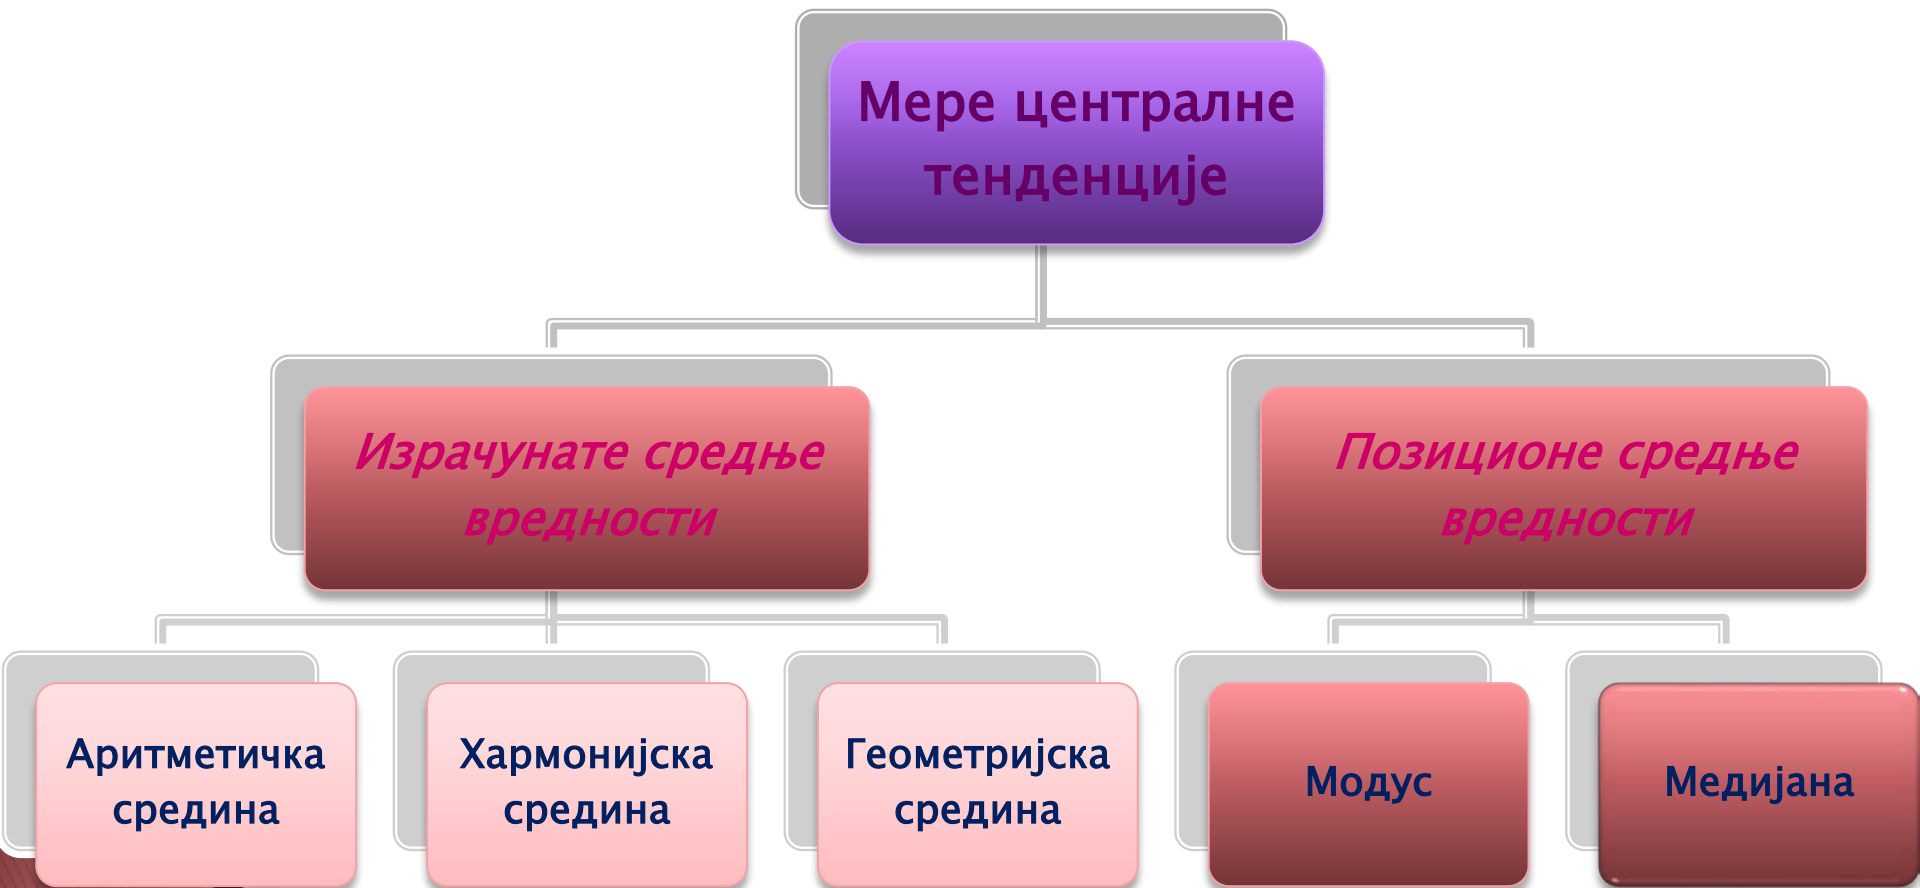 Мере централне
тенденције
Израчунате средње
вредности
Позиционе средње
вредности
Аритметичка
средина
Хармонијска
средина
Геометријска
средина
Модус
Медијана